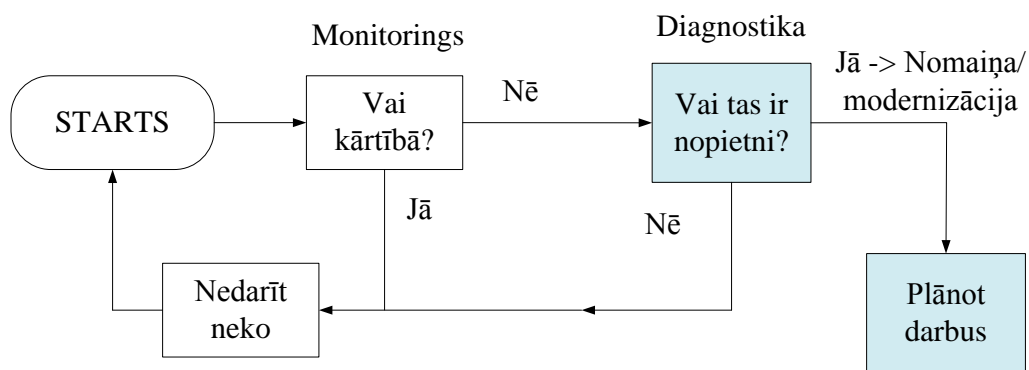 Monitorings
Diagnostika
STARTS
Vai
kārtībā?
Nē
Vai tas ir
nopietni?
Jā -> Nomaiņa/
modernizācija
Jā
Nē
Nedarīt
neko
Plānot
darbus